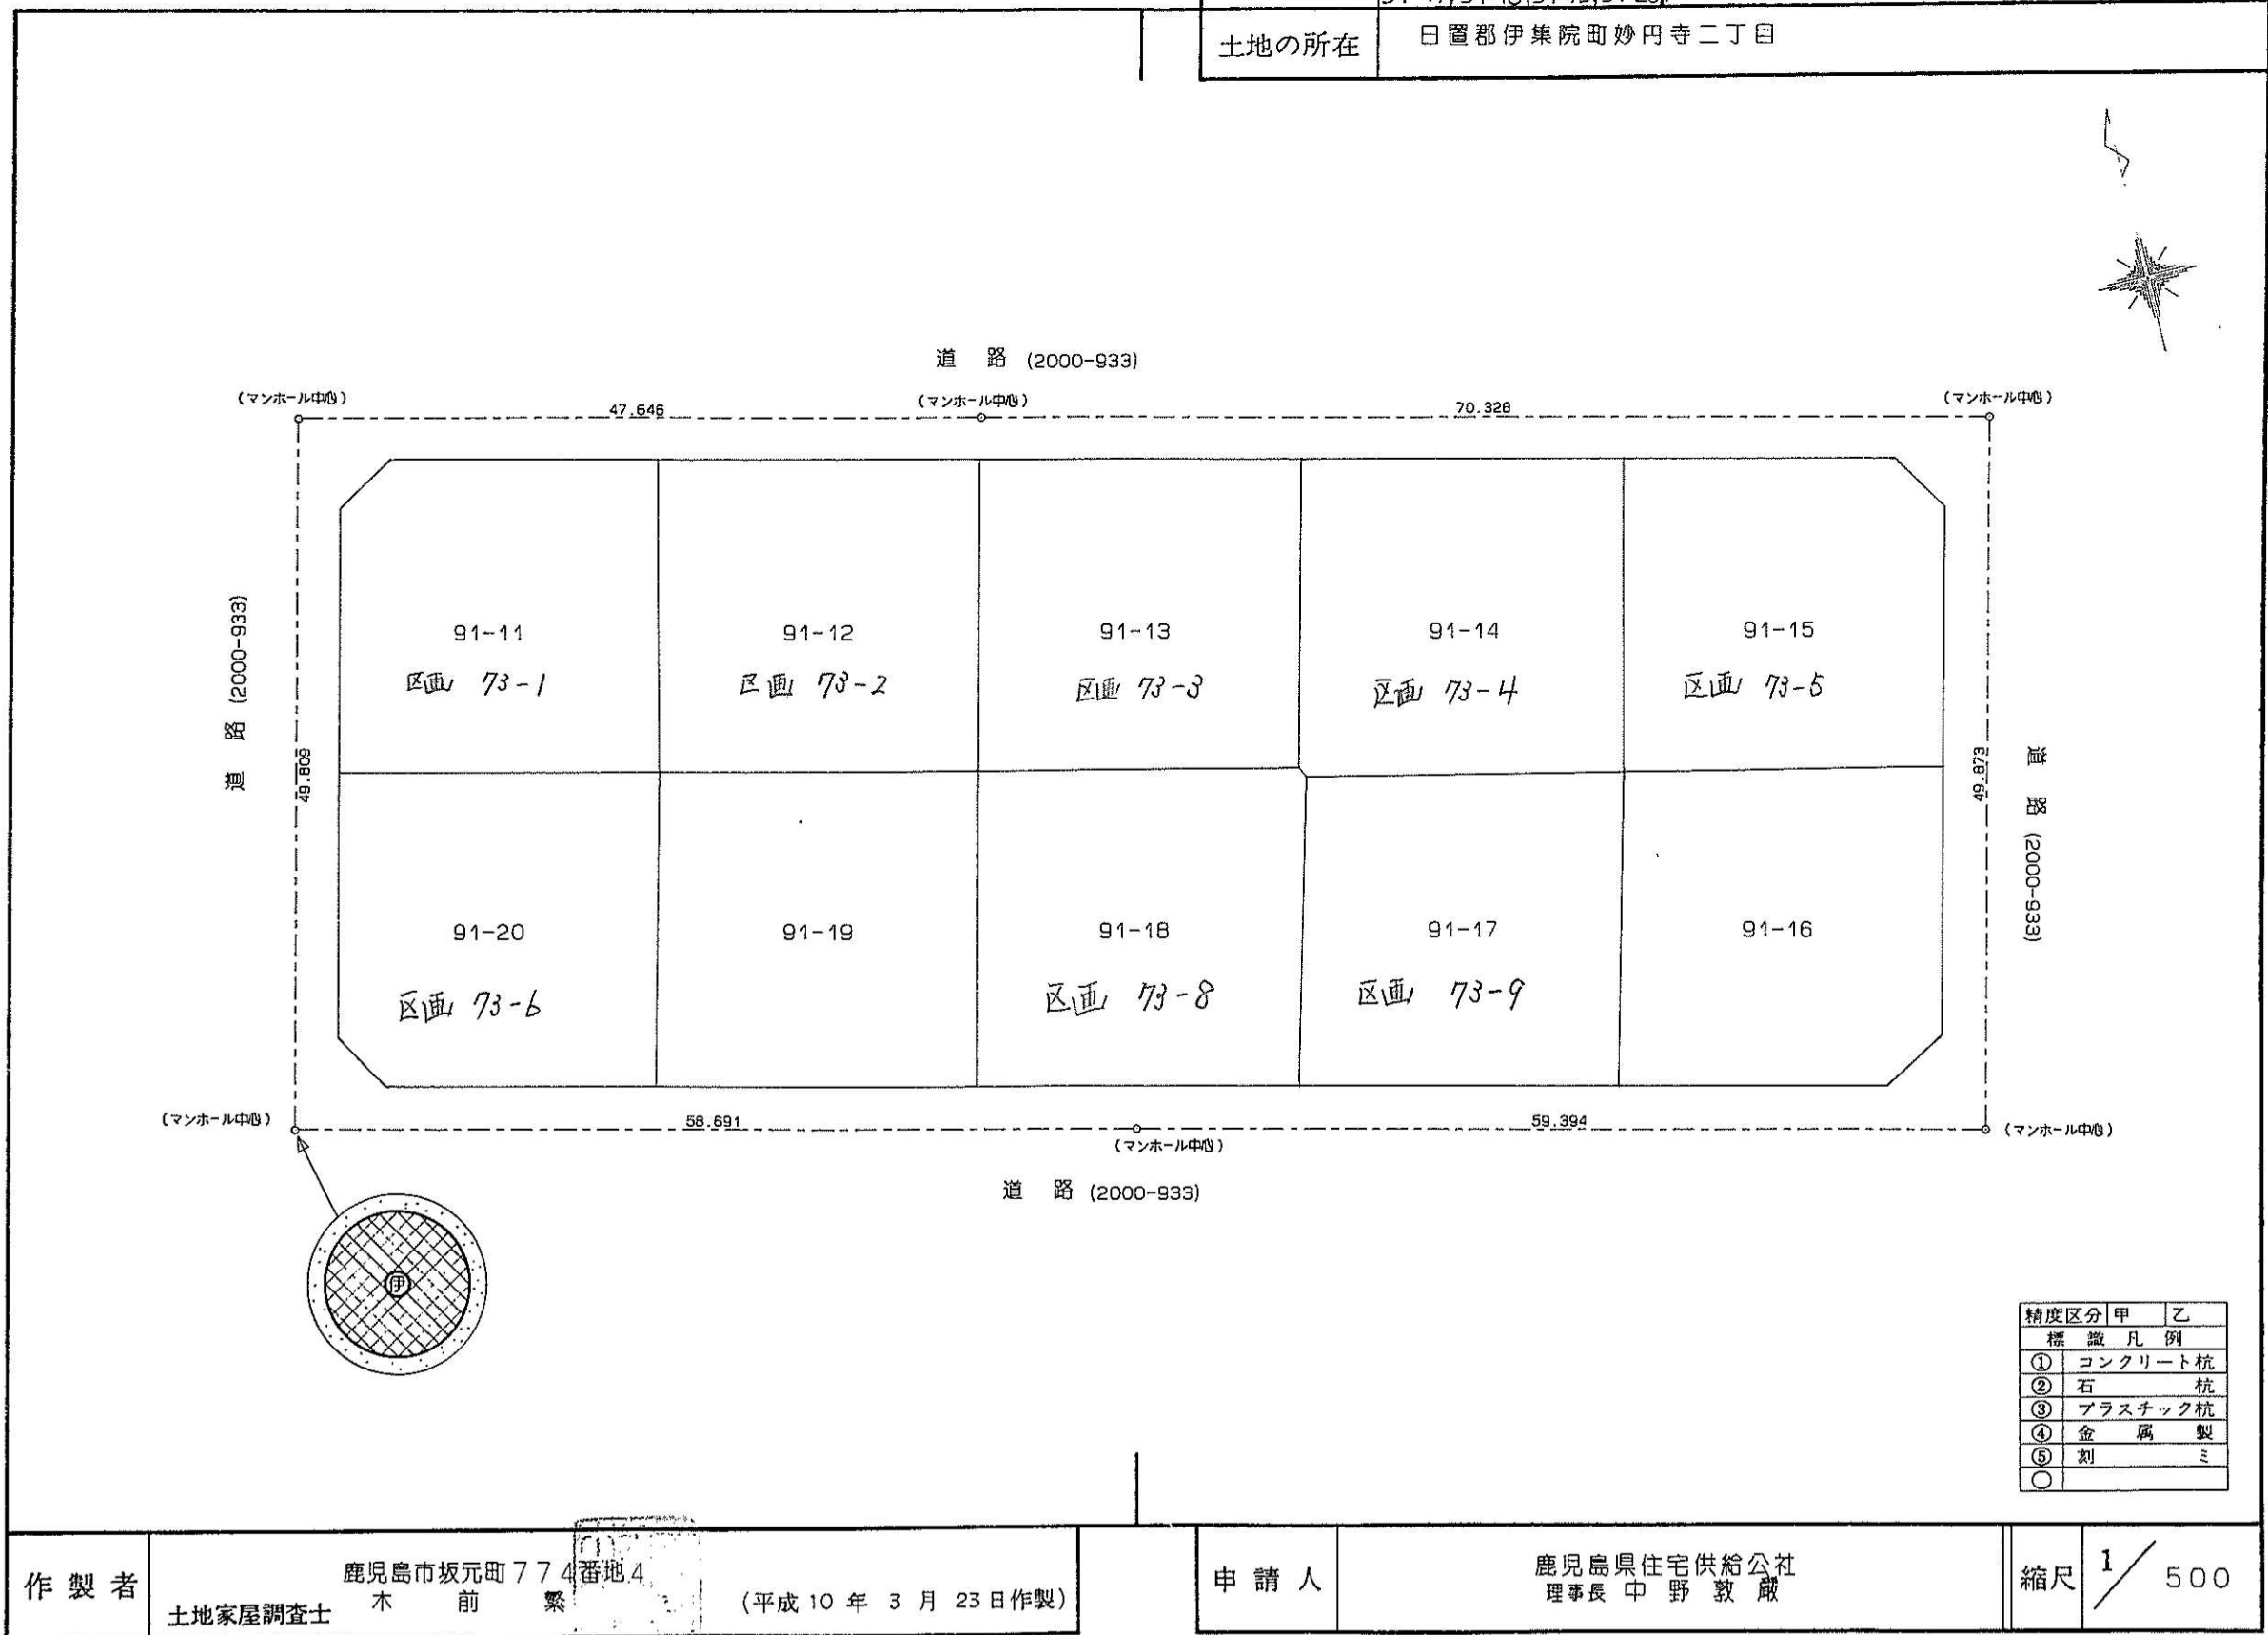 土地の所在
日置郡伊集院町妙円寺二丁目
道 路 (2000-933)
(マンホール中心)
47.646
(マンホール中心)
70.328
(マンホール中心)
道 路 (2000-933)
49.809
91-11
区画 73-1
91-12
区画 73-2
91-13
区画 73-3
91-14
区画 73-4
91-15
区画 73-5
49.873
道 路 (2000-933)
91-20
区画 73-6
91-19
91-18
区画 73-8
91-17
区画 73-9
91-16
(マンホール中心)
58.691
(マンホール中心)
59.394
(マンホール中心)
道 路 (2000-933)
伊
精度区分 甲 乙
標識凡例
① コンクリート杭
② 石杭
③ プラスチック杭
④ 金属製
⑤ 刻ミ
○
作製者
鹿児島市坂元町774番地4
土地家屋調査士 木前 繁
(平成10年3月23日作製)
申請人
鹿児島県住宅供給公社
理事長 中野敦
縮尺 1/500